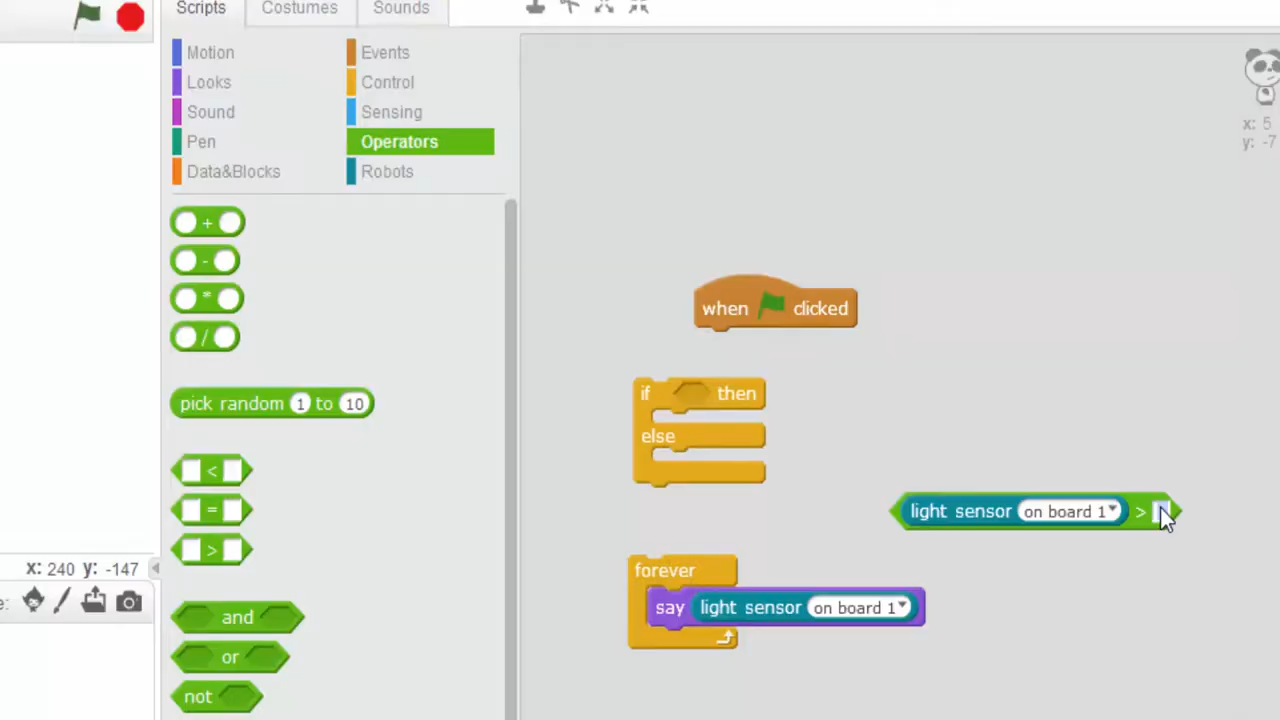 Scripts Costumes Sounds
Motion Events
Looks Control
Sound Sensing
Pen Operators
Data&Blocks Robots
x: 5
y: -7
+
-
*
/
pick random 1 to 10
<
=
>
and
or
not
when clicked
if then
else
light sensor on board 1 >
forever
say light sensor on board 1
x: 240 y: -147
e: